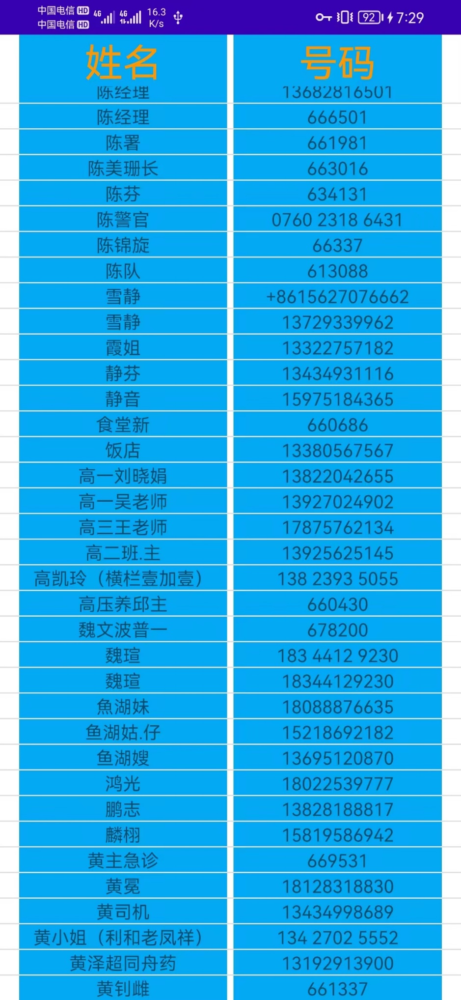 中国电信 HD 4G 4G 16.3 K/s 92 7:29
中国电信 HD
姓名 号码
陈经理 13682816501
陈经理 666501
陈署 661981
陈美珊长 663016
陈芬 634131
陈警官 0760 2318 6431
陈锦旋 66337
陈队 613088
雪静 +8615627076662
雪静 13729339962
霞姐 13322757182
静芬 13434931116
静音 15975184365
食堂新 660686
饭店 13380567567
高一刘晓娟 13822042655
高一吴老师 13927024902
高三王老师 17875762134
高二班.主 13925625145
高凯玲（横栏壹加壹） 138 2393 5055
高压养邱主 660430
魏文波普一 678200
魏瑄 183 4412 9230
魏瑄 18344129230
魚湖妹 18088876635
鱼湖姑.仔 15218692182
鱼湖嫂 13695120870
鸿光 18022539777
鹏志 13828188817
麟栩 15819586942
黄主急诊 669531
黄冕 18128318830
黄司机 13434998689
黄小姐（利和老凤祥） 134 2702 5552
黄泽超同舟药 13192913900
黄钊雌 661337